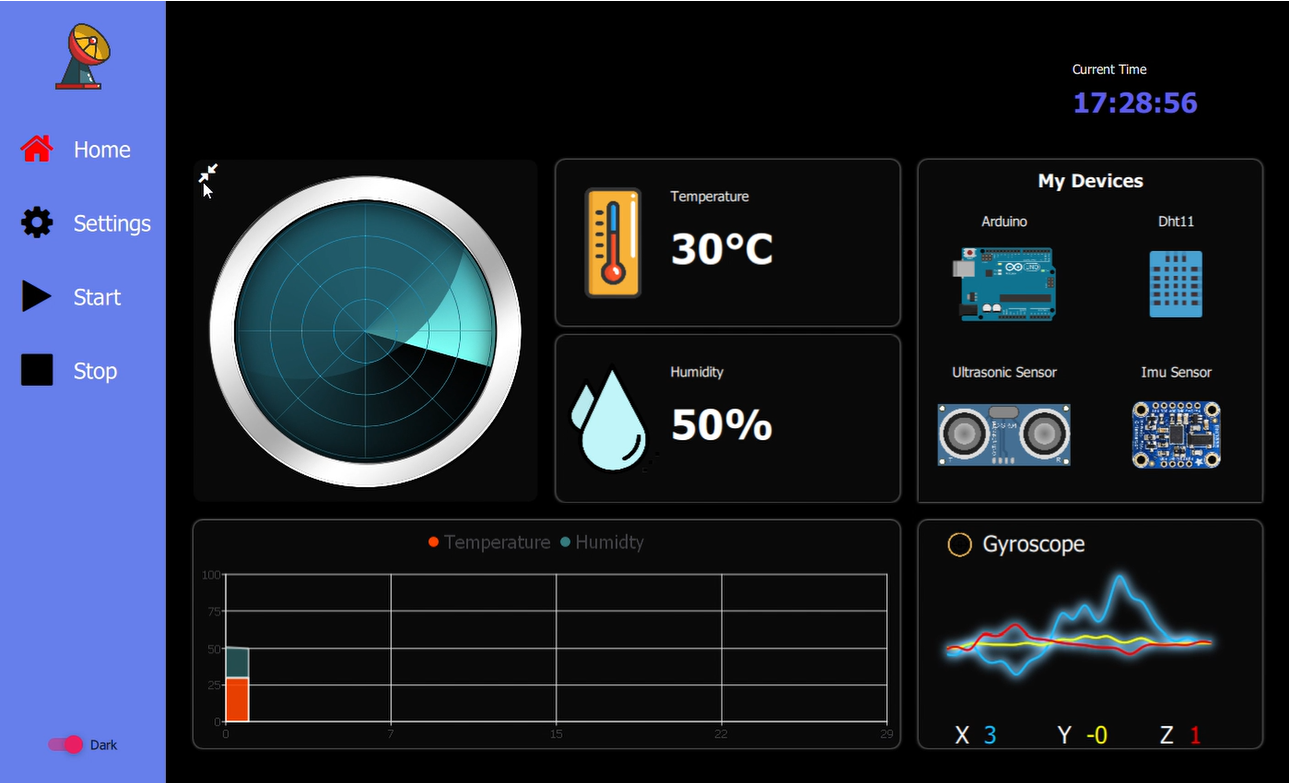 Current Time
17:28:56
Home
Settings
Start
Stop
Dark
Temperature
30°C
Humidity
50%
My Devices
Arduino
Dht11
Ultrasonic Sensor
Imu Sensor
Temperature Humidty
100
75
50
25
0
0 7 15 22 29
Gyroscope
X 3 Y -0 Z 1